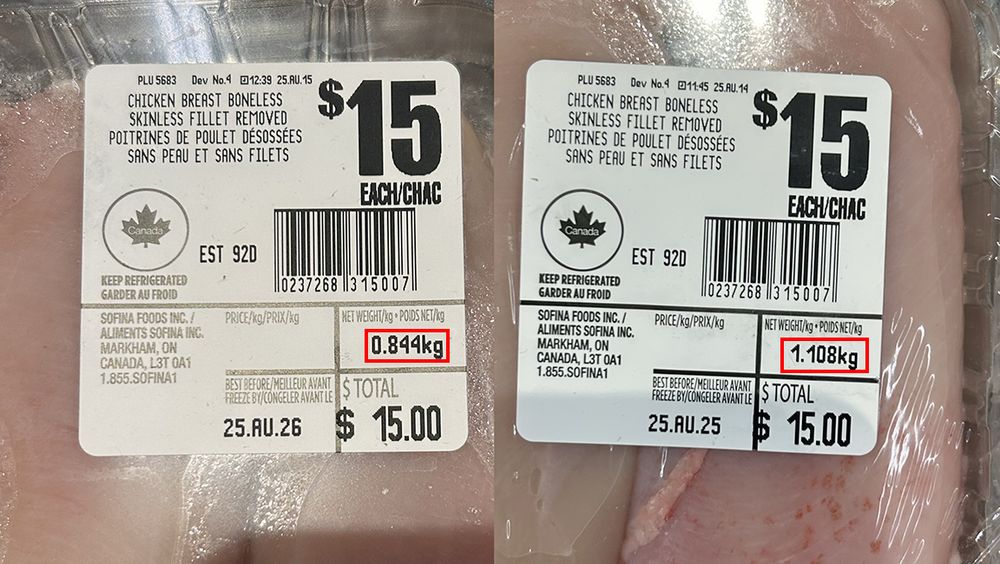 PLU 5683 Dev No.4 12:39 25.AU.15
CHICKEN BREAST BONELESS
SKINLESS FILLET REMOVED
POITRINES DE POULET DÉSOSSÉES
SANS PEAU ET SANS FILETS
$15
EACH/CHAC
Canada
EST 92D
0237268 315007
KEEP REFRIGERATED
GARDER AU FROID
SOFINA FOODS INC. /
ALIMENTS SOFINA INC.
MARKHAM, ON
CANADA, L3T 0A1
1.855.SOFINA1
PRICE/kg/PRIX/kg
NET WEIGHT/kg • POIDS NET/kg
0.844kg
BEST BEFORE/MEILLEUR AVANT
FREEZE BY/CONGELER AVANT LE
25.AU.26
$ TOTAL
$ 15.00
PLU 5683 Dev No.4 11:45 25.AU.14
CHICKEN BREAST BONELESS
SKINLESS FILLET REMOVED
POITRINES DE POULET DÉSOSSÉES
SANS PEAU ET SANS FILETS
$15
EACH/CHAC
Canada
EST 92D
0237268 315007
KEEP REFRIGERATED
GARDER AU FROID
SOFINA FOODS INC. /
ALIMENTS SOFINA INC.
MARKHAM, ON
CANADA, L3T 0A1
1.855.SOFINA1
PRICE/kg/PRIX/kg
NET WEIGHT/kg • POIDS NET/kg
1.108kg
BEST BEFORE/MEILLEUR AVANT
FREEZE BY/CONGELER AVANT LE
25.AU.25
$ TOTAL
$ 15.00